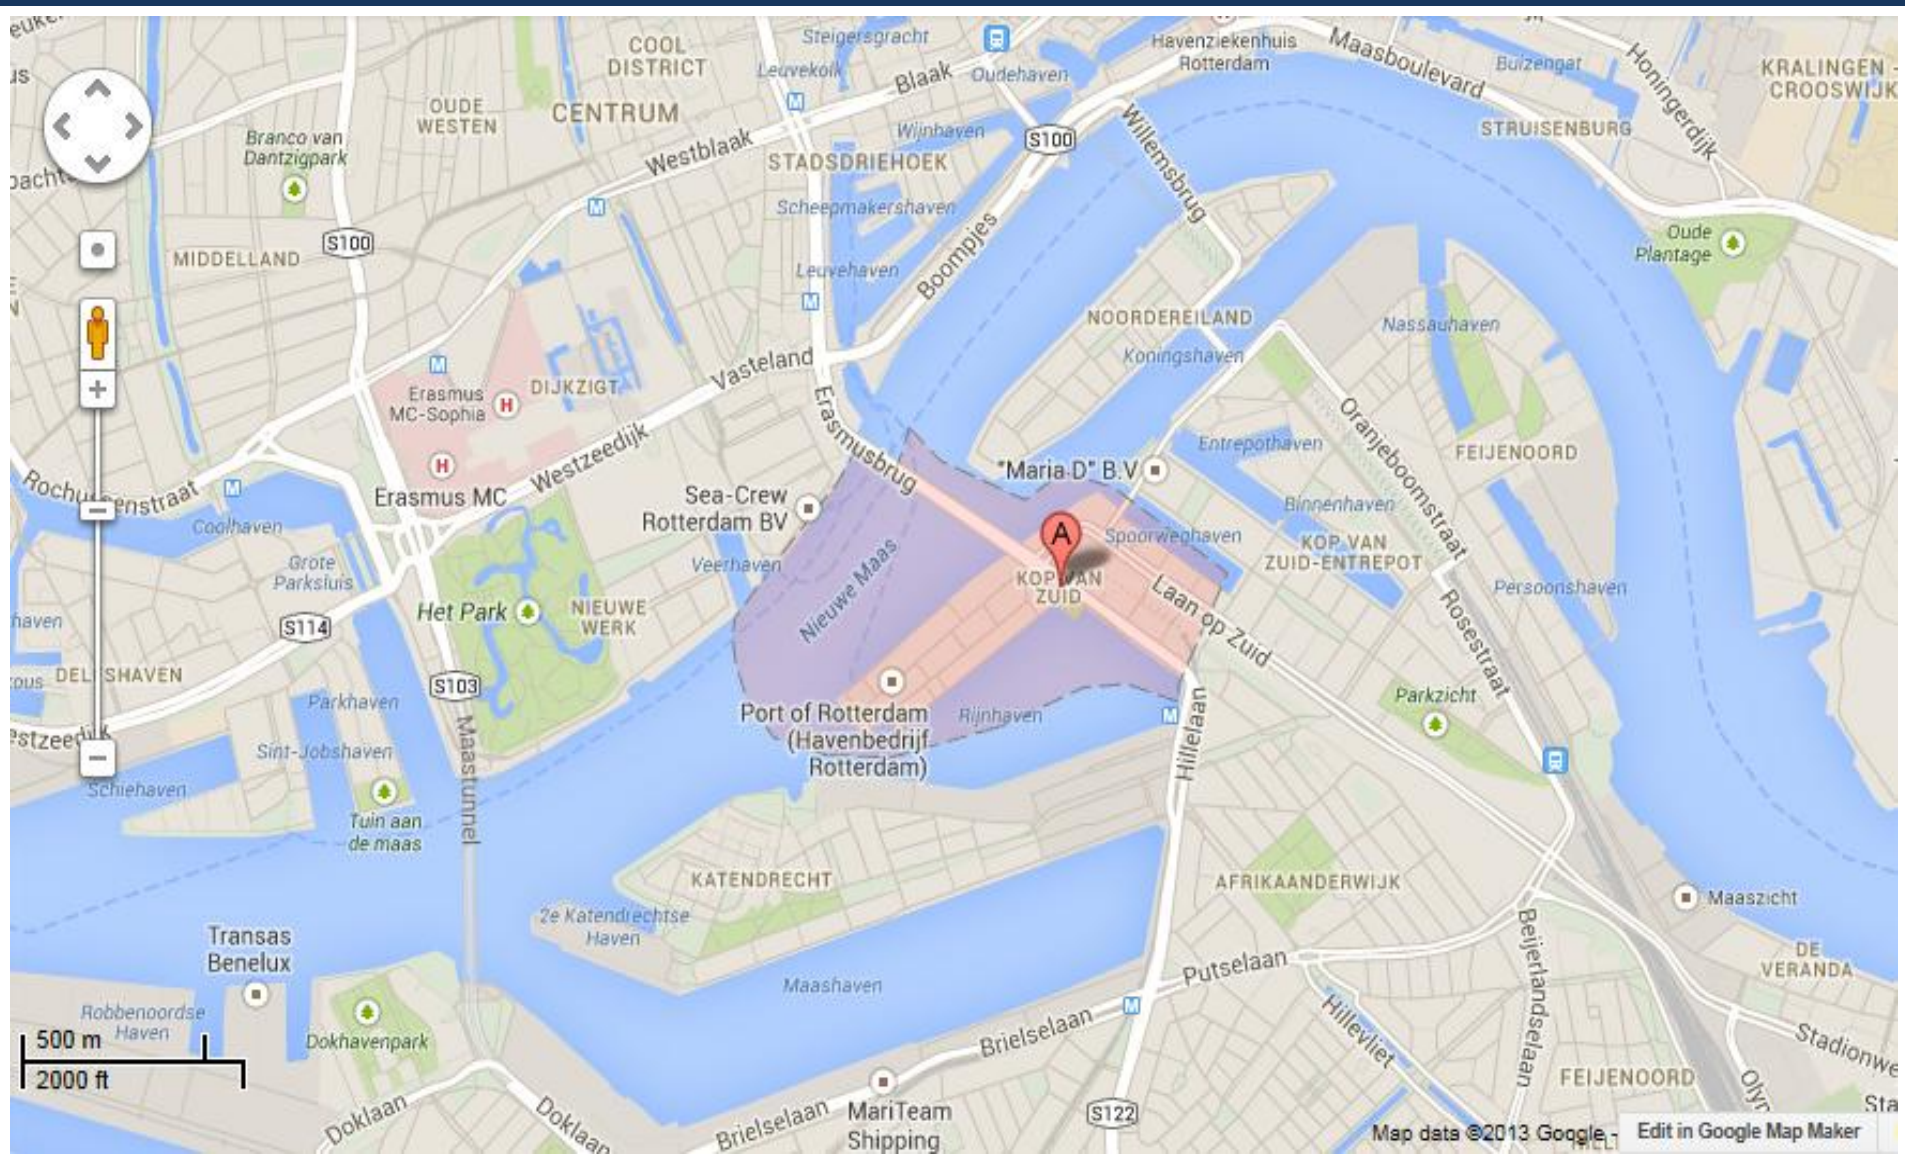 COOL
DISTRICT
Steigersgracht
Leuvekolk
Blaak
Oudehaven
Havenziekenhuis
Rotterdam
Maasboulevard
Buizengat
Honingerdijk
KRALINGEN -
CROOSWIJK
OUDE
WESTEN
CENTRUM
Branco van
Dantzigpark
Westblaak
Wijnhaven
S100
STADSDRIEHOEK
Willemsbrug
STRUISENBURG
Scheepmakershaven
S100
MIDDELLAND
Leuvehaven
Boompjes
Oude
Plantage
NOORDEREILAND
Nassauhaven
Koningshaven
Vasteland
Erasmus
MC-Sophia
H
DIJKZIGT
Erasmusbrug
Oranjeboomstraat
Westzeedijk
Entrepothaven
FEIJENOORD
H
Erasmus MC
"Maria D" B.V
Rochussenstraat
Sea-Crew
Rotterdam BV
Coolhaven
Binnenhaven
A
Spoorweghaven
KOP VAN
ZUID-ENTREPOT
Grote
Parksluis
Veerhaven
Nieuwe Maas
KOP VAN
ZUID
Laan op Zuid
Persoonshaven
Het Park
NIEUWE
WERK
S114
haven
Rosestraat
DELFSHAVEN
S103
Parkhaven
Parkzicht
Port of Rotterdam
(Havenbedrijf
Rotterdam)
Rijnhaven
M
Hillelaan
Maastunnel
Sint-Jobshaven
Schiehaven
Tuin aan
de maas
KATENDRECHT
AFRIKAANDERWIJK
Maaszicht
2e Katendrechtse
Haven
Transas
Benelux
Beijerlandselaan
DE
VERANDA
Putselaan
Maashaven
Robbenoordse
Haven
M
Hillevliet
Brielselaan
Stadionwe
500 m
2000 ft
Dokhavenpark
FEIJENOORD
Olyn
Sta
Doklaan
Doklaan
Brielselaan
MariTeam
Shipping
S122
Map data ©2013 Google -
Edit in Google Map Maker